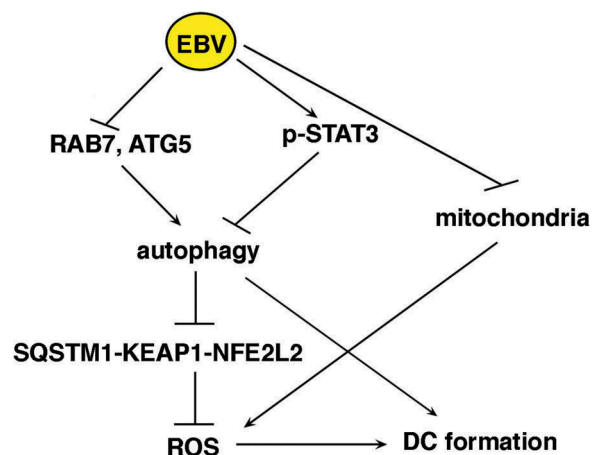 EBV
RAB7, ATG5
p-STAT3
mitochondria
autophagy
SQSTM1-KEAP1-NFE2L2
ROS
DC formation